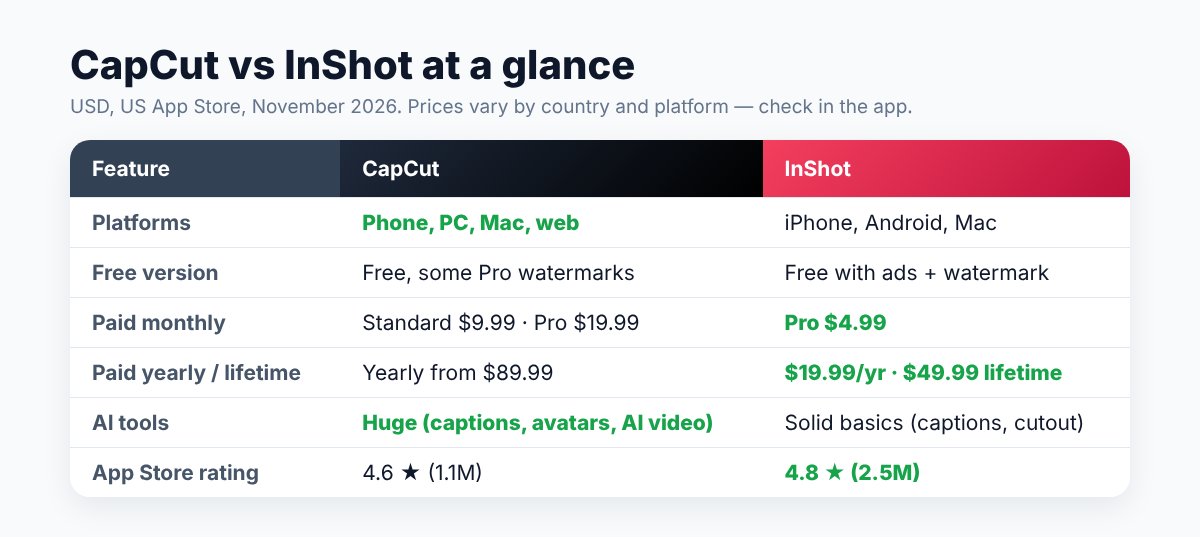 CapCut vs InShot at a glance
USD, US App Store, November 2026. Prices vary by country and platform — check in the app.
Feature CapCut InShot
Platforms Phone, PC, Mac, web iPhone, Android, Mac
Free version Free, some Pro watermarks Free with ads + watermark
Paid monthly Standard $9.99 · Pro $19.99 Pro $4.99
Paid yearly / lifetime Yearly from $89.99 $19.99/yr · $49.99 lifetime
AI tools Huge (captions, avatars, AI video) Solid basics (captions, cutout)
App Store rating 4.6 ★ (1.1M) 4.8 ★ (2.5M)